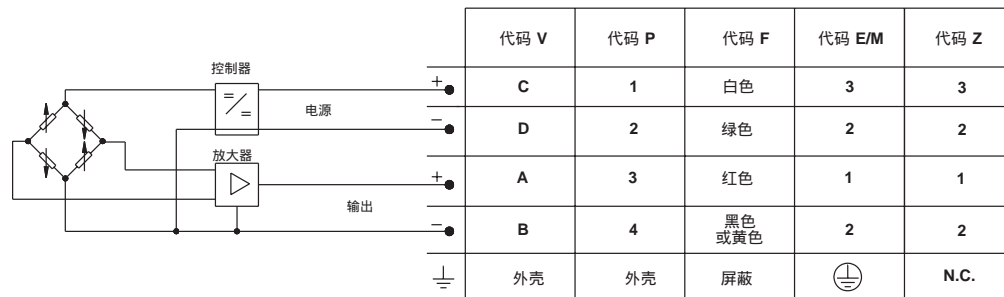 代码 V 代码 P 代码 F 代码 E/M 代码 Z
控制器
+ C 1 白色 3 3
电源
− D 2 绿色 2 2
放大器
+ A 3 红色 1 1
输出
− B 4 黑色
或黄色 2 2
外壳 外壳 屏蔽 N.C.